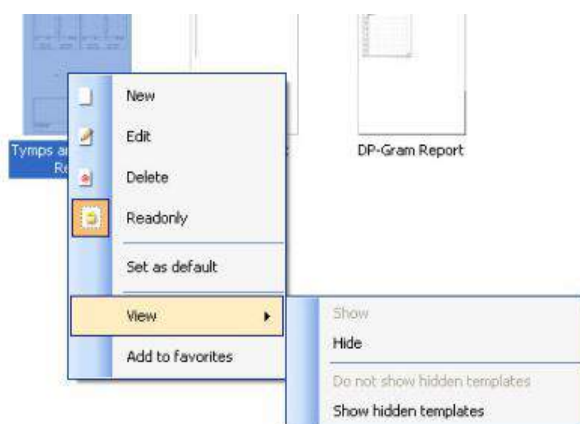 New
Edit
Tymps a
Re
DP-Gram Report
Delete
Readonly
Set as default
View
Show
Hide
Add to favorites
Do not show hidden templates
Show hidden templates